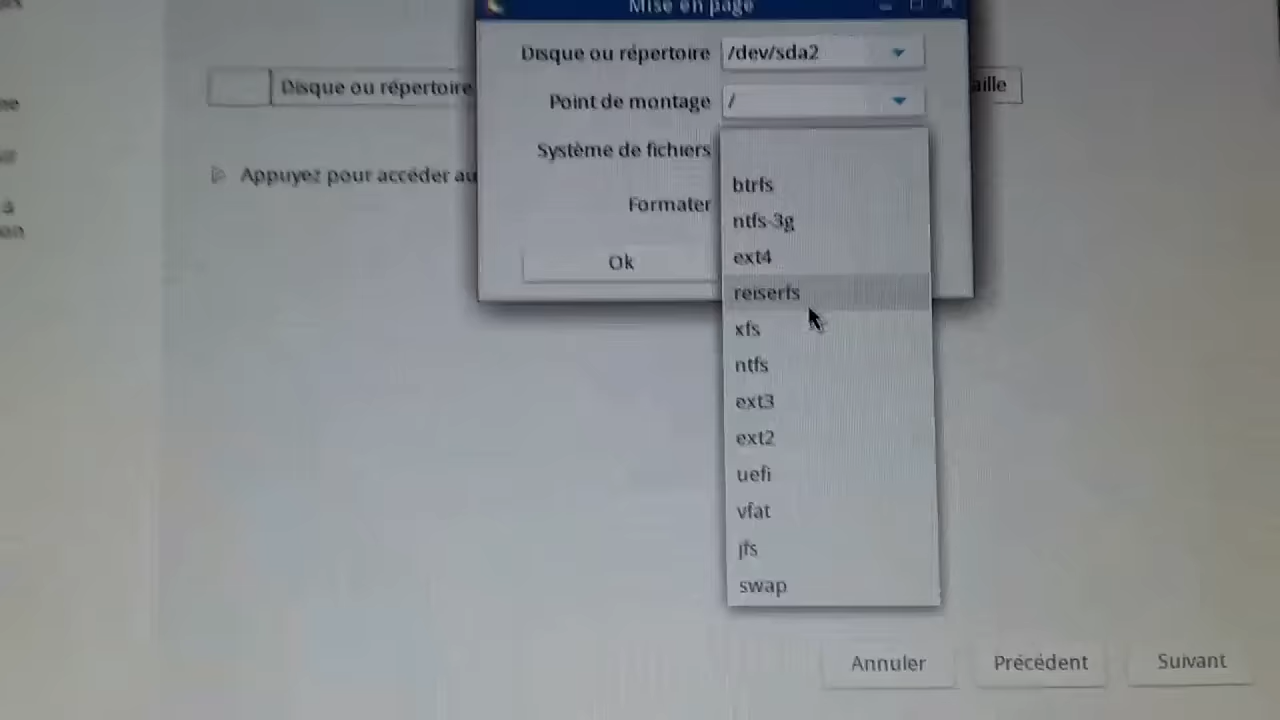 Mise en page
Disque ou répertoire /dev/sda2
Disque ou répertoire
aille
Point de montage /
Système de fichiers
Appuyez pour accéder au
btrfs
Formater
ntfs-3g
ext4
Ok
reiserfs
xfs
ntfs
ext3
ext2
uefi
vfat
jfs
swap
Annuler Précédent Suivant